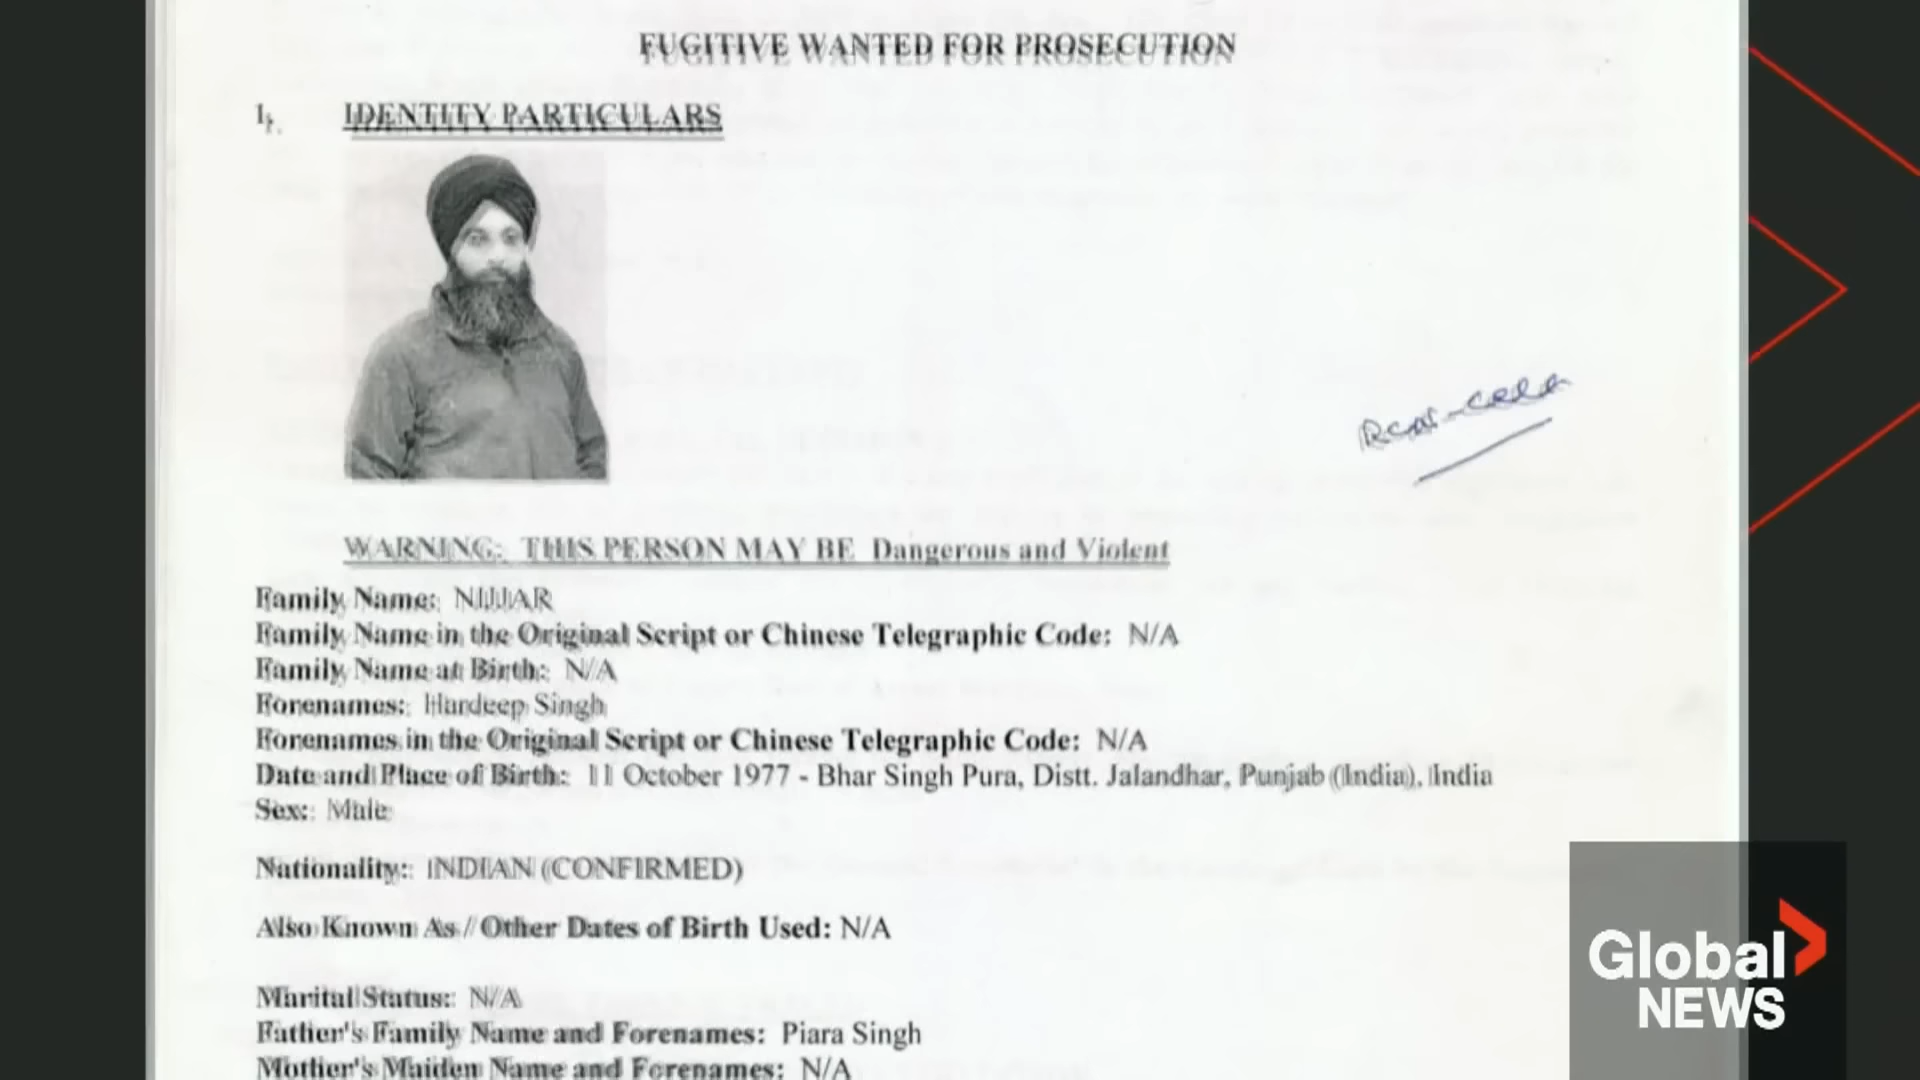 FUGITIVE WANTED FOR PROSECUTION
1. IDENTITY PARTICULARS
WARNING: THIS PERSON MAY BE Dangerous and Violent
Family Name: NIJJAR
Family Name in the Original Script or Chinese Telegraphic Code: N/A
Family Name at Birth: N/A
Forenames: Hardeep Singh
Forenames in the Original Script or Chinese Telegraphic Code: N/A
Date and Place of Birth: 11 October 1977 - Bhar Singh Pura, Distt. Jalandhar, Punjab (India), India
Sex: Male
Nationality: INDIAN (CONFIRMED)
Also Known As / Other Dates of Birth Used: N/A
Marital Status: N/A
Father's Family Name and Forenames: Piara Singh
Mother's Maiden Name and Forenames: N/A
Global
NEWS